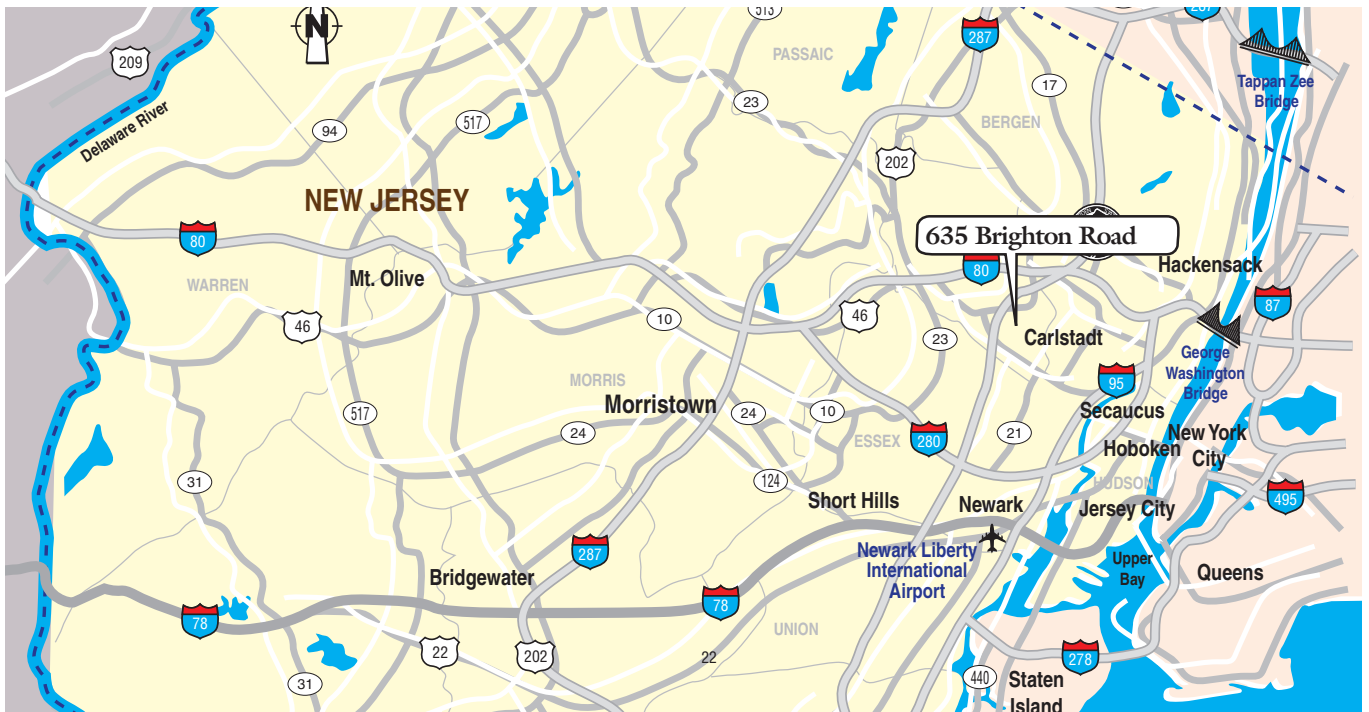 N
513
287
287
209
PASSAIC
17
Tappan Zee
Bridge
23
BERGEN
Delaware River
94
517
202
NEW JERSEY
635 Brighton Road
80
80
Hackensack
WARREN
Mt. Olive
87
46
10
46
23
Carlstadt
George
Washington
Bridge
MORRIS
95
Morristown
Secaucus
517
24
24
10
ESSEX
280
21
Hoboken
New York
City
31
124
HUDSON
495
Short Hills
Newark
Jersey City
287
Newark Liberty
International
Airport
Upper
Bay
Queens
Bridgewater
78
78
UNION
22
202
22
278
31
440
Staten
Island